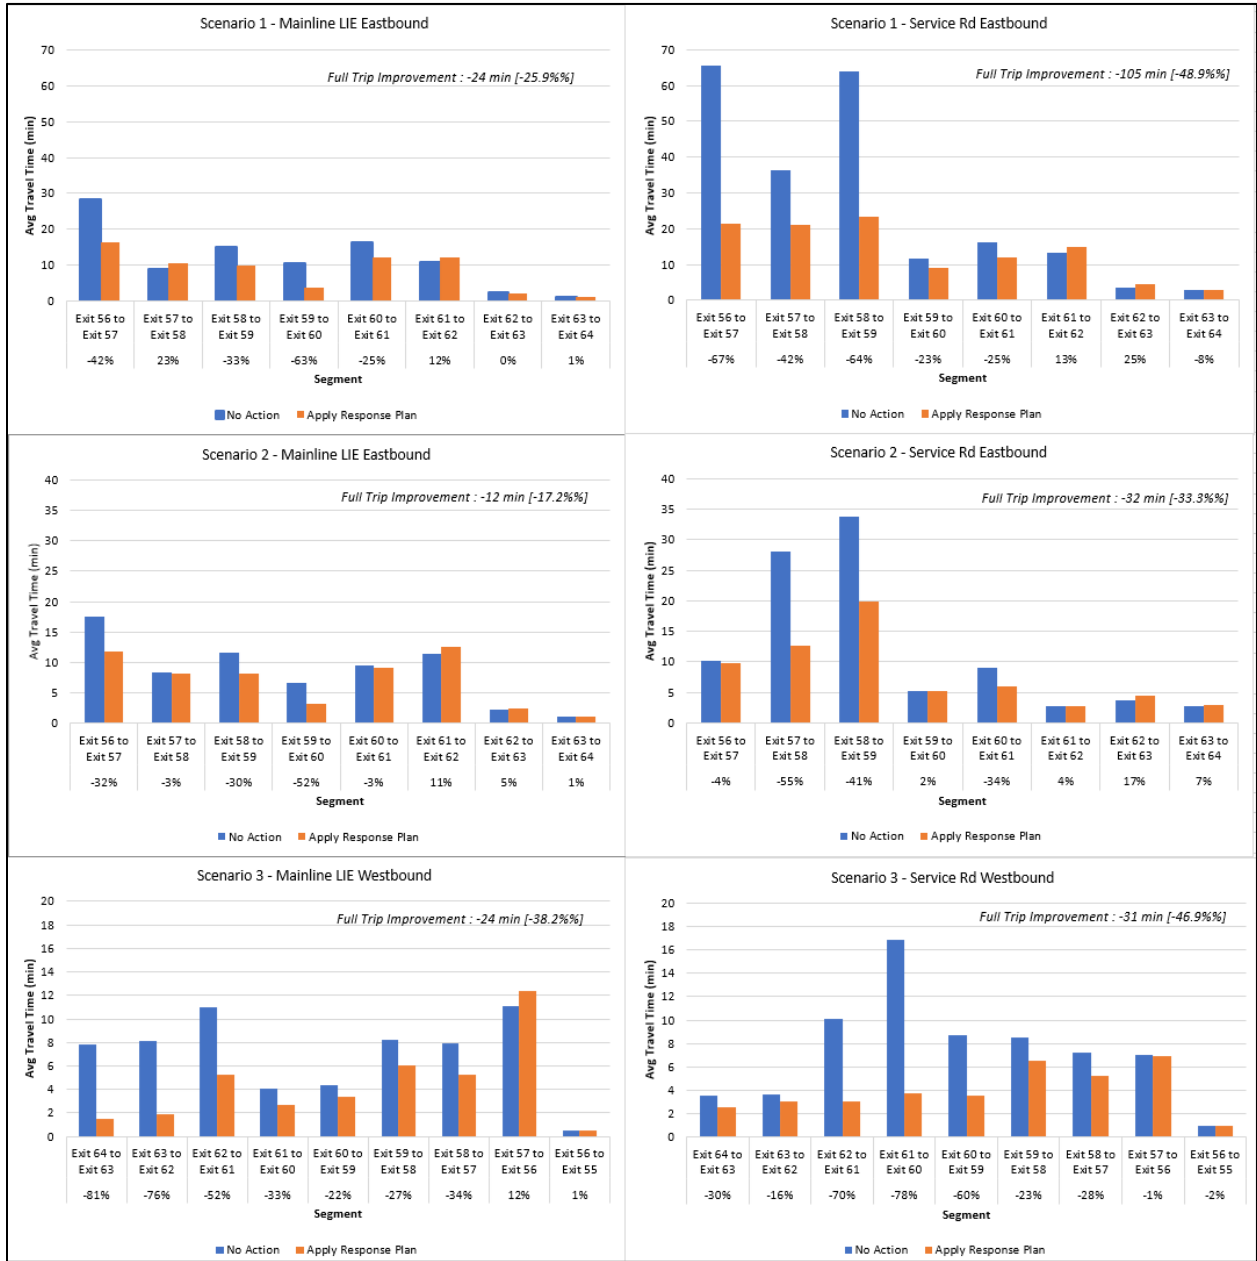 Scenario 1 - Mainline LIE Eastbound
Full Trip Improvement : -24 min [-25.9%%]
Avg Travel Time (min)
70
60
50
40
30
20
10
0
Exit 56 to Exit 57 Exit 57 to Exit 58 Exit 58 to Exit 59 Exit 59 to Exit 60 Exit 60 to Exit 61 Exit 61 to Exit 62 Exit 62 to Exit 63 Exit 63 to Exit 64
-42% 23% -33% -63% -25% 12% 0% 1%
Segment
No Action Apply Response Plan
Scenario 1 - Service Rd Eastbound
Full Trip Improvement : -105 min [-48.9%%]
Avg Travel Time (min)
70
60
50
40
30
20
10
0
Exit 56 to Exit 57 Exit 57 to Exit 58 Exit 58 to Exit 59 Exit 59 to Exit 60 Exit 60 to Exit 61 Exit 61 to Exit 62 Exit 62 to Exit 63 Exit 63 to Exit 64
-67% -42% -64% -23% -25% 13% 25% -8%
Segment
No Action Apply Response Plan
Scenario 2 - Mainline LIE Eastbound
Full Trip Improvement : -12 min [-17.2%%]
Avg Travel Time (min)
40
35
30
25
20
15
10
5
0
Exit 56 to Exit 57 Exit 57 to Exit 58 Exit 58 to Exit 59 Exit 59 to Exit 60 Exit 60 to Exit 61 Exit 61 to Exit 62 Exit 62 to Exit 63 Exit 63 to Exit 64
-32% -3% -30% -52% -3% 11% 5% 1%
Segment
No Action Apply Response Plan
Scenario 2 - Service Rd Eastbound
Full Trip Improvement : -32 min [-33.3%%]
Avg Travel Time (min)
40
35
30
25
20
15
10
5
0
Exit 56 to Exit 57 Exit 57 to Exit 58 Exit 58 to Exit 59 Exit 59 to Exit 60 Exit 60 to Exit 61 Exit 61 to Exit 62 Exit 62 to Exit 63 Exit 63 to Exit 64
-4% -55% -41% 2% -34% 4% 17% 7%
Segment
No Action Apply Response Plan
Scenario 3 - Mainline LIE Westbound
Full Trip Improvement : -24 min [-38.2%%]
Avg Travel Time (min)
20
18
16
14
12
10
8
6
4
2
0
Exit 64 to Exit 63 Exit 63 to Exit 62 Exit 62 to Exit 61 Exit 61 to Exit 60 Exit 60 to Exit 59 Exit 59 to Exit 58 Exit 58 to Exit 57 Exit 57 to Exit 56 Exit 56 to Exit 55
-81% -76% -52% -33% -22% -27% -34% 12% 1%
Segment
No Action Apply Response Plan
Scenario 3 - Service Rd Westbound
Full Trip Improvement : -31 min [-46.9%%]
Avg Travel Time (min)
20
18
16
14
12
10
8
6
4
2
0
Exit 64 to Exit 63 Exit 63 to Exit 62 Exit 62 to Exit 61 Exit 61 to Exit 60 Exit 60 to Exit 59 Exit 59 to Exit 58 Exit 58 to Exit 57 Exit 57 to Exit 56 Exit 56 to Exit 55
-30% -16% -70% -78% -60% -23% -28% -1% -2%
Segment
No Action Apply Response Plan